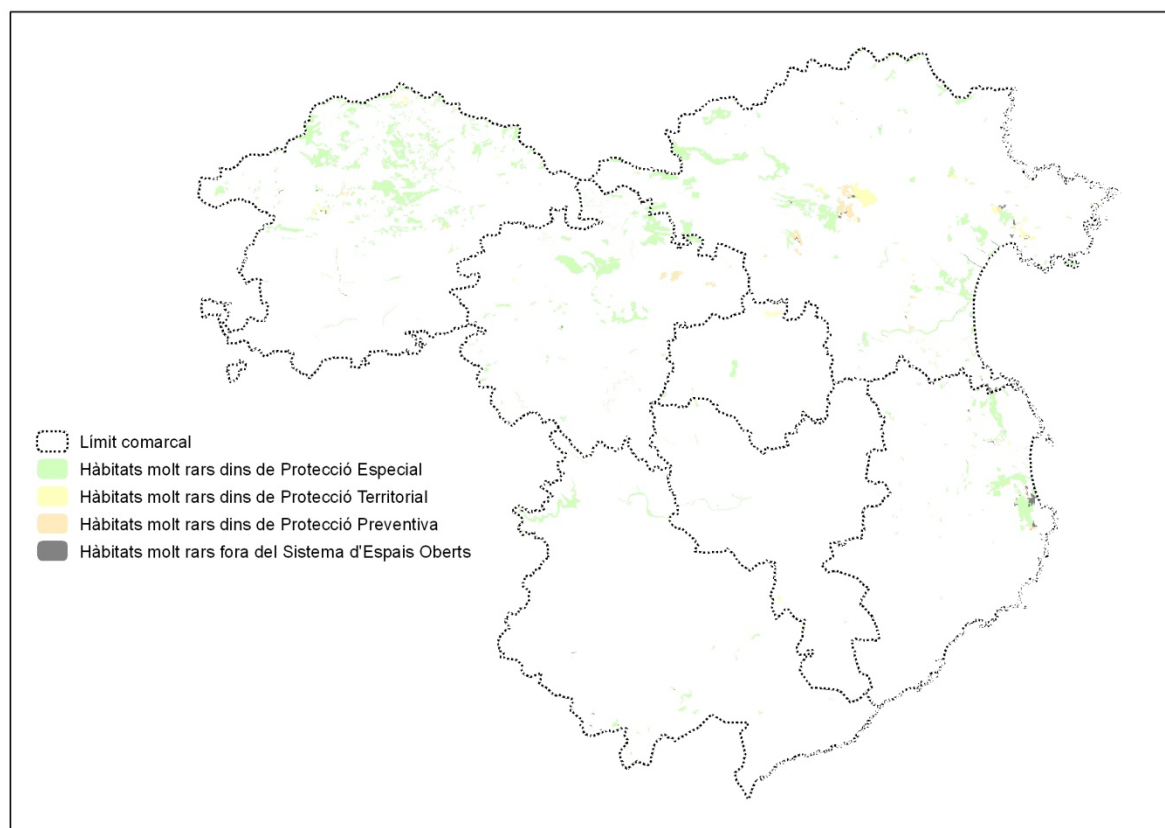 Límit comarcal
Hàbitats molt rars dins de Protecció Especial
Hàbitats molt rars dins de Protecció Territorial
Hàbitats molt rars dins de Protecció Preventiva
Hàbitats molt rars fora del Sistema d'Espais Oberts